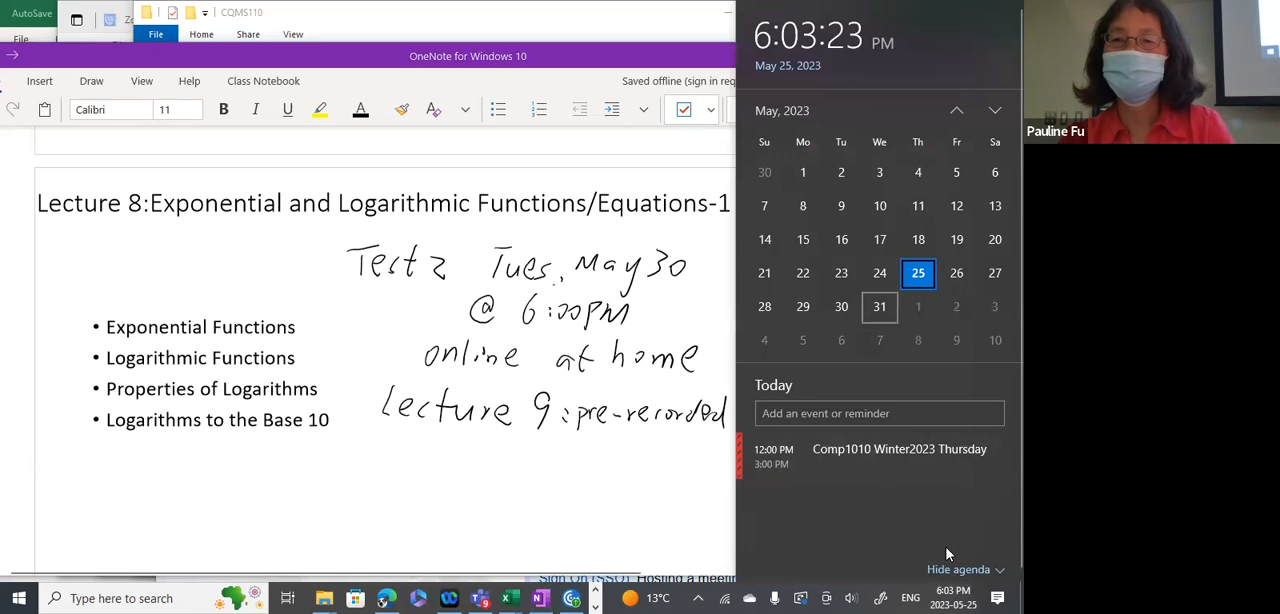 AutoSave
Zo
CQMS110
File
File Home Share View
OneNote for Windows 10
Insert Draw View Help Class Notebook
Saved offline (sign in req
Calibri 11 B I U A A
Lecture 8:Exponential and Logarithmic Functions/Equations-1
Test 2 Tues, May 30
@ 6:00PM
online at home
Lecture 9 : pre-recorded
• Exponential Functions
• Logarithmic Functions
• Properties of Logarithms
• Logarithms to the Base 10
6:03:23 PM
May 25, 2023
May, 2023
Su Mo Tu We Th Fr Sa
30 1 2 3 4 5 6
7 8 9 10 11 12 13
14 15 16 17 18 19 20
21 22 23 24 25 26 27
28 29 30 31 1 2 3
4 5 6 7 8 9 10
Today
Add an event or reminder
12:00 PM Comp1010 Winter2023 Thursday
3:00 PM
Hide agenda
Pauline Fu
Sign On (SSO). Hosting a meeti
Type here to search
13°C
ENG
6:03 PM
2023-05-25